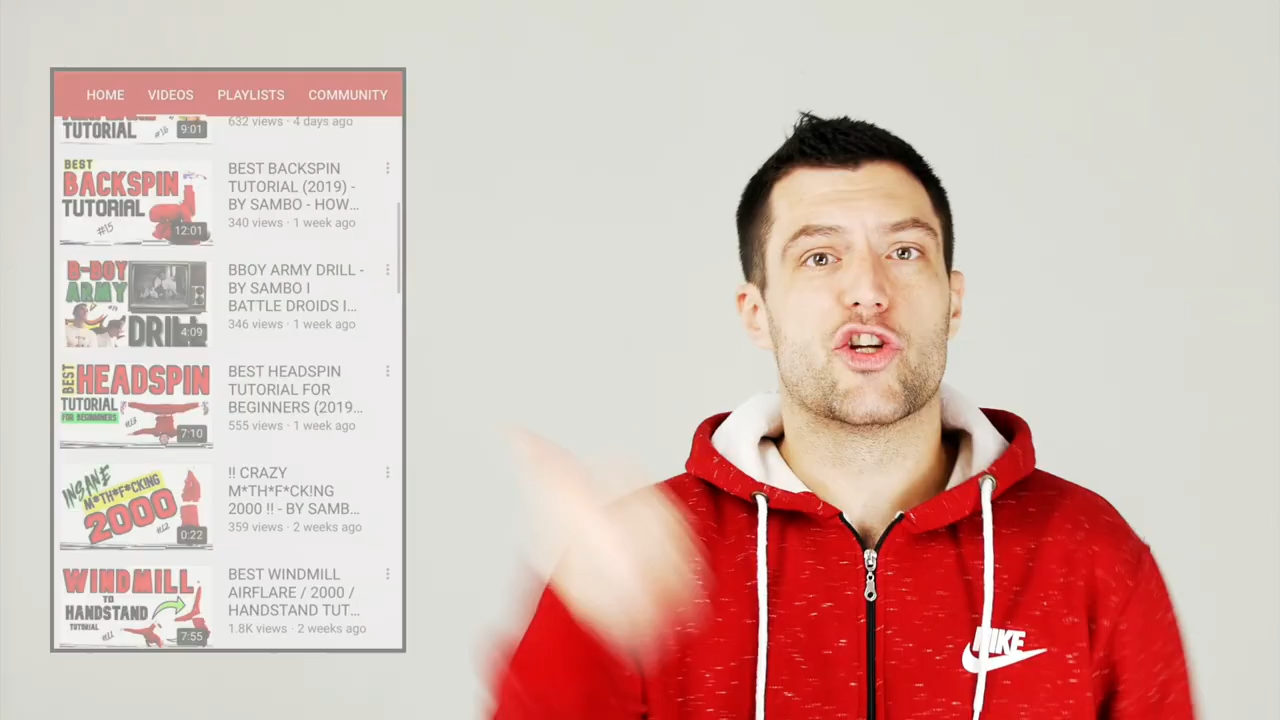 HOME VIDEOS PLAYLISTS COMMUNITY
TUTORIAL #16 9:01
632 views · 4 days ago
BEST
BACKSPIN
TUTORIAL
#15
12:01
BEST BACKSPIN
TUTORIAL (2019) -
BY SAMBO - HOW...
340 views · 1 week ago
B-BOY
ARMY
DRILL
4:09
BBOY ARMY DRILL -
BY SAMBO I
BATTLE DROIDS I...
346 views · 1 week ago
BEST HEADSPIN
TUTORIAL
FOR BEGINNERS
7:10
BEST HEADSPIN
TUTORIAL FOR
BEGINNERS (2019...
555 views · 1 week ago
INSANE
M*TH*F*CKING
2000
#12
0:22
!! CRAZY
M*TH*F*CK!NG
2000 !! - BY SAMB...
359 views · 2 weeks ago
WINDMILL
TO
HANDSTAND
TUTORIAL
#11
7:55
BEST WINDMILL
AIRFLARE / 2000 /
HANDSTAND TUT...
1.8K views · 2 weeks ago
NIKE